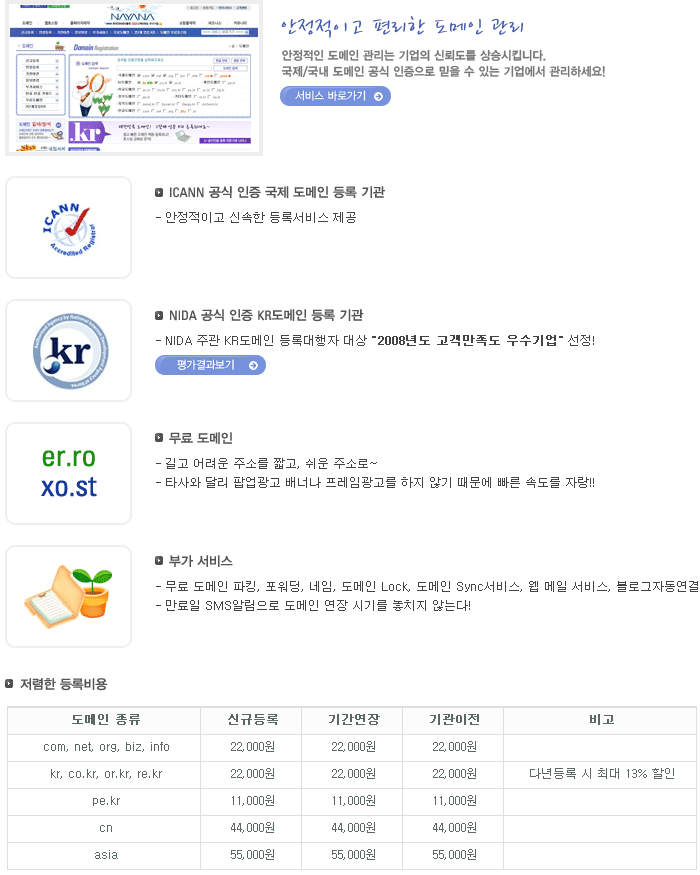 NAYANA
도메인
Domain Registration
.kr
안정적이고 편리한 도메인 관리
안정적인 도메인 관리는 기업의 신뢰도를 상승시킵니다.
국제/국내 도메인 공식 인증으로 믿을 수 있는 기업에서 관리하세요!
서비스 바로가기
ICANN
Accredited Registrar
ICANN 공식 인증 국제 도메인 등록 기관
- 안정적이고 신속한 등록서비스 제공
kr
NIDA 공식 인증 KR도메인 등록 기관
- NIDA 주관 KR도메인 등록대행자 대상 "2008년도 고객만족도 우수기업" 선정!
평가결과보기
er.ro
xo.st
무료 도메인
- 길고 어려운 주소를 짧고, 쉬운 주소로~
- 타사와 달리 팝업광고 배너나 프레임광고를 하지 않기 때문에 빠른 속도를 자랑!!
부가 서비스
- 무료 도메인 파킹, 포워딩, 네임, 도메인 Lock, 도메인 Sync서비스, 웹 메일 서비스, 블로그자동연결
- 만료일 SMS알림으로 도메인 연장 시기를 놓치지 않는다!
저렴한 등록비용
도메인 종류 신규등록 기간연장 기관이전 비고
com, net, org, biz, info 22,000원 22,000원 22,000원
kr, co.kr, or.kr, re.kr 22,000원 22,000원 22,000원 다년등록 시 최대 13% 할인
pe.kr 11,000원 11,000원 11,000원
cn 44,000원 44,000원 44,000원
asia 55,000원 55,000원 55,000원